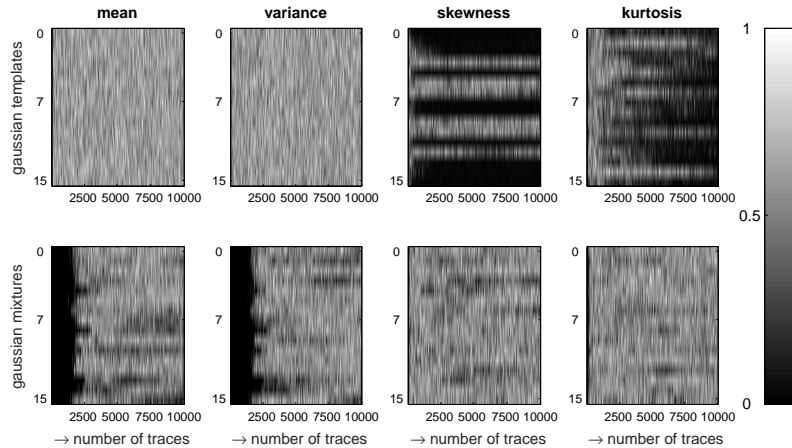 mean variance skewness kurtosis
gaussian templates
0 0 0 0
7 7 7 7
15 15 15 15
2500 5000 7500 10000 2500 5000 7500 10000 2500 5000 7500 10000 2500 5000 7500 10000
gaussian mixtures
0 0 0 0
7 7 7 7
15 15 15 15
2500 5000 7500 10000 2500 5000 7500 10000 2500 5000 7500 10000 2500 5000 7500 10000
→ number of traces → number of traces → number of traces → number of traces
1
0.5
0